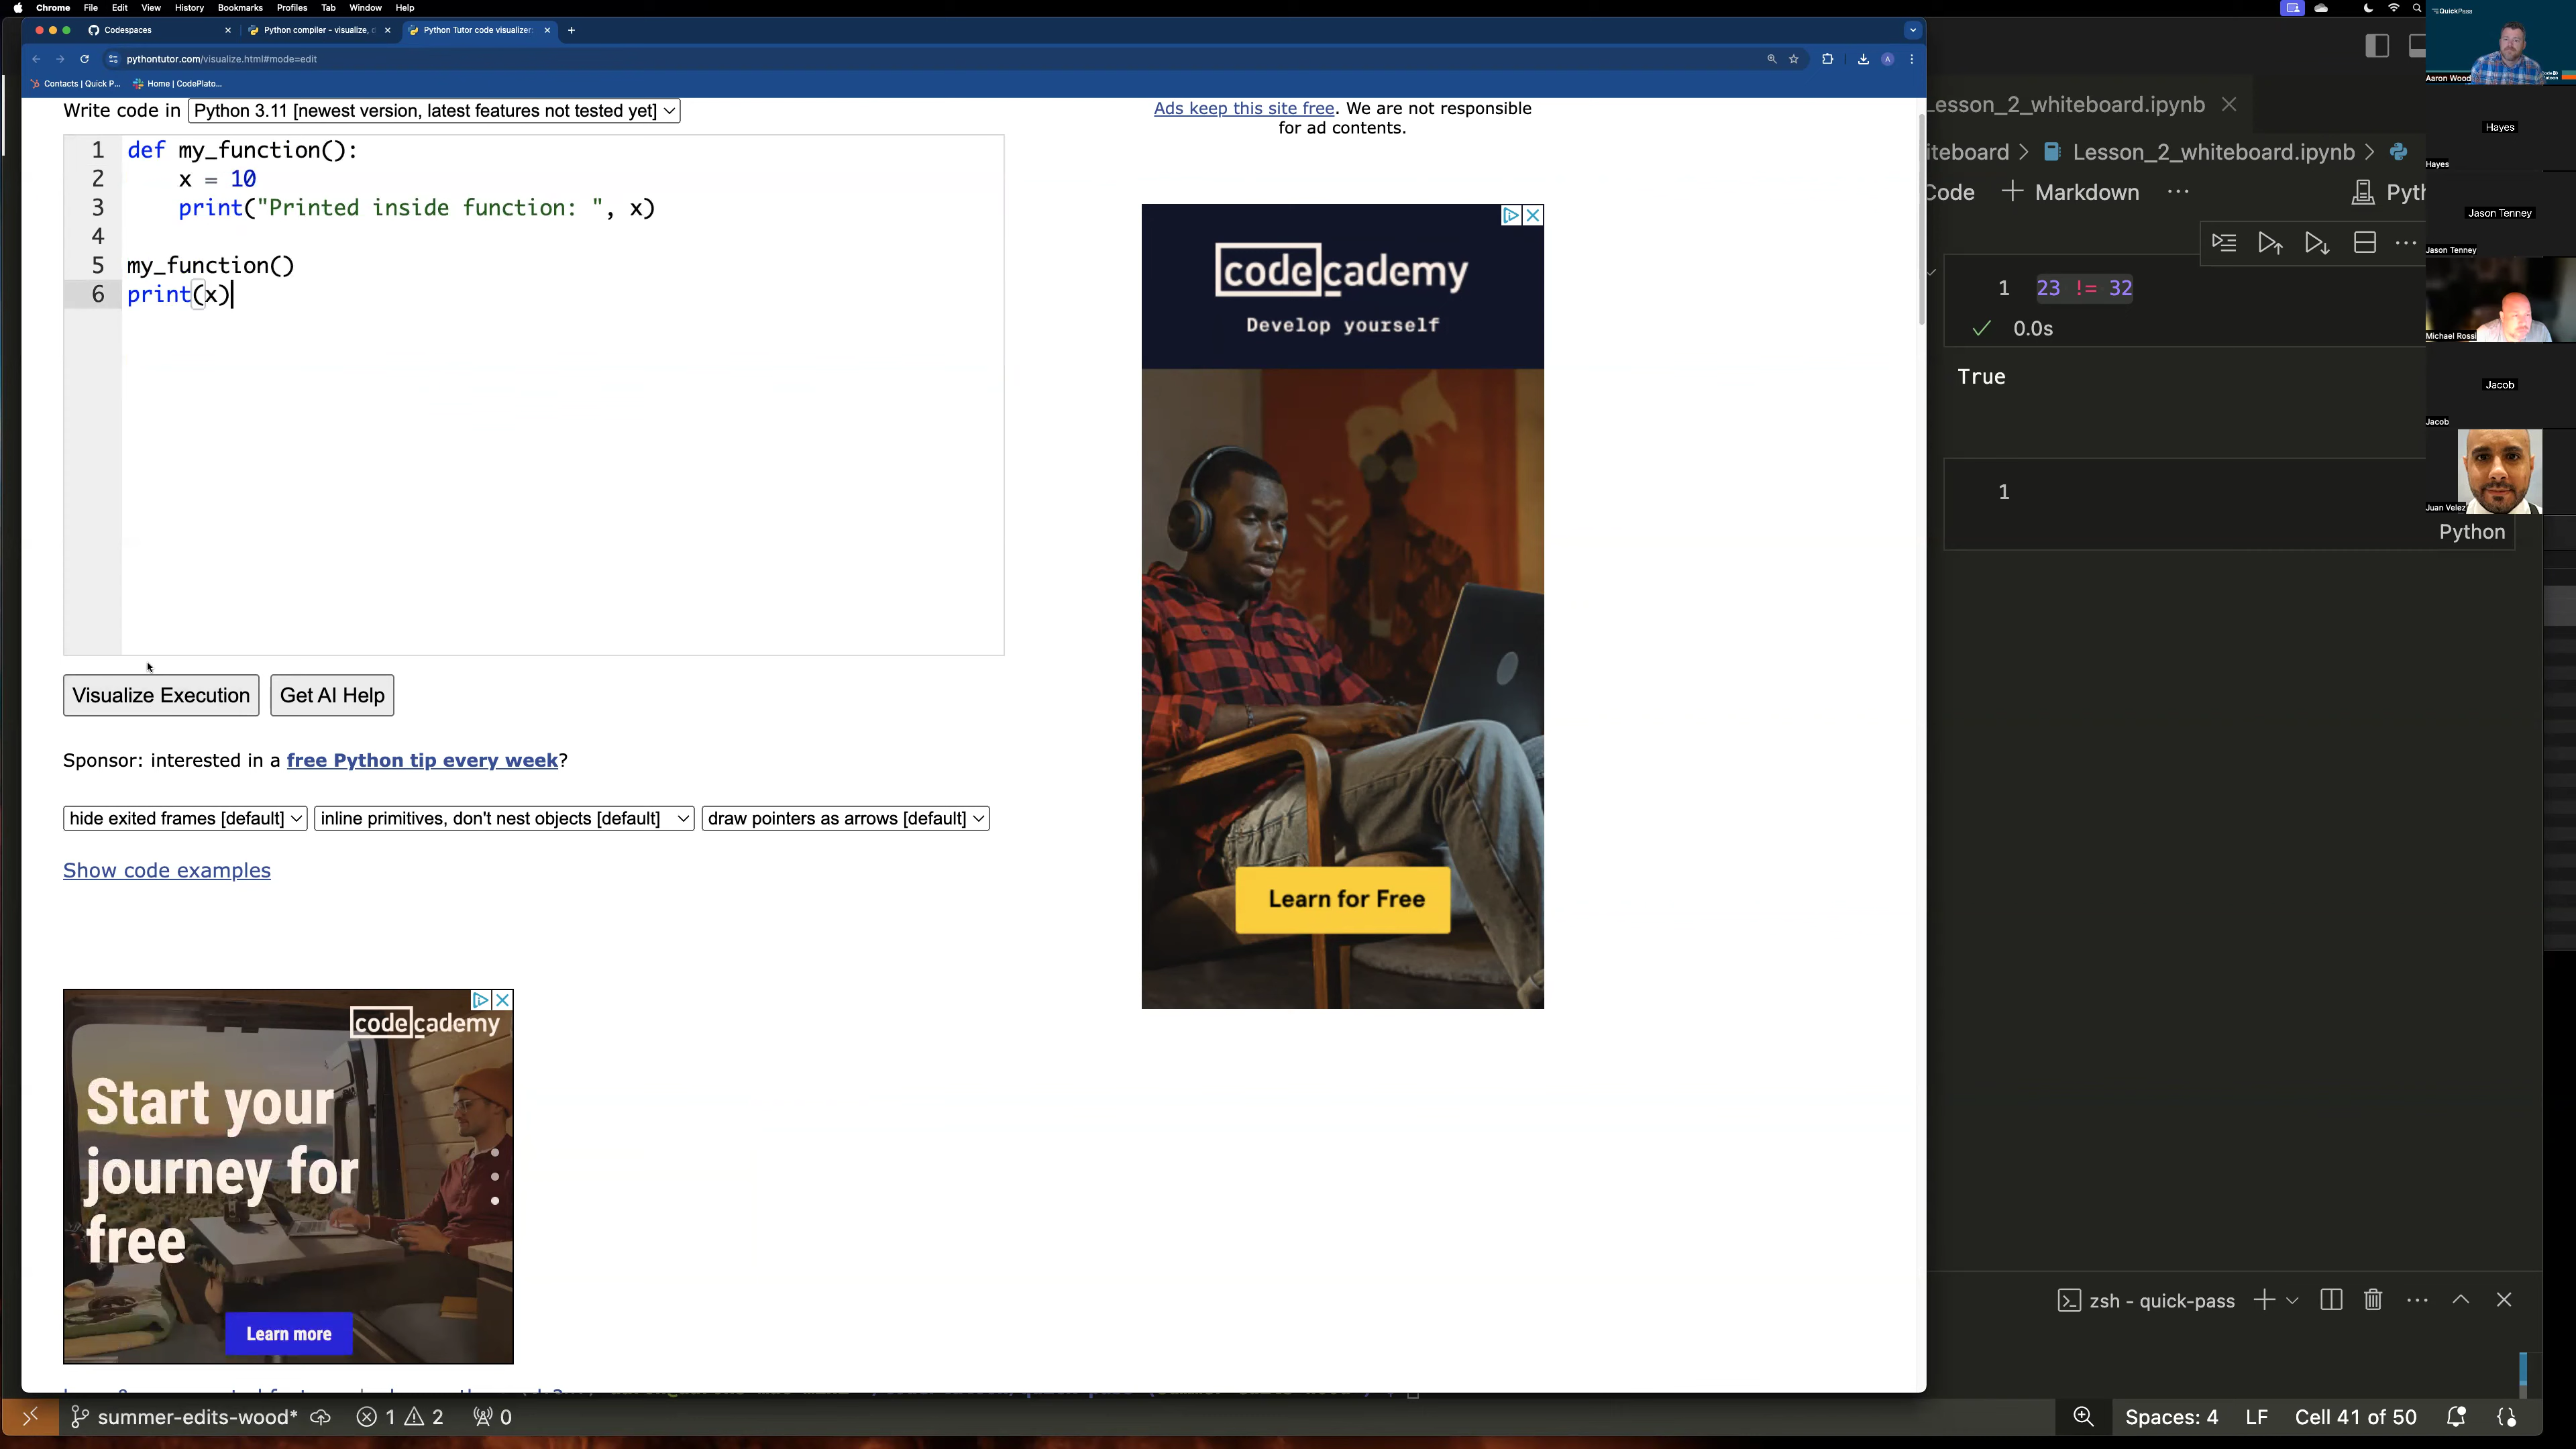 Chrome File Edit View History Bookmarks Profiles Tab Window Help
Codespaces
Python compiler - visualize, d
Python Tutor code visualizer:
pythontutor.com/visualize.html#mode=edit
Contacts | Quick P...
Home | CodePlato...
Write code in Python 3.11 [newest version, latest features not tested yet]
1 def my_function():
2 x = 10
3 print("Printed inside function: ", x)
4
5 my_function()
6 print(x)
Visualize Execution
Get AI Help
Sponsor: interested in a free Python tip every week?
hide exited frames [default]
inline primitives, don't nest objects [default]
draw pointers as arrows [default]
Show code examples
codecademy
Start your
journey for
free
Learn more
Ads keep this site free. We are not responsible
for ad contents.
codecademy
Develop yourself
Learn for Free
Lesson_2_whiteboard.ipynb
iteboard > Lesson_2_whiteboard.ipynb >
Code + Markdown ... Pyth
1 23 != 32
0.0s
True
1
Python
zsh - quick-pass
QuickPass
Aaron Wood
Hayes
Hayes
Jason Tenney
Jason Tenney
Michael Rossi
Jacob
Jacob
Juan Velez
summer-edits-wood* 1 2 0
Spaces: 4 LF Cell 41 of 50